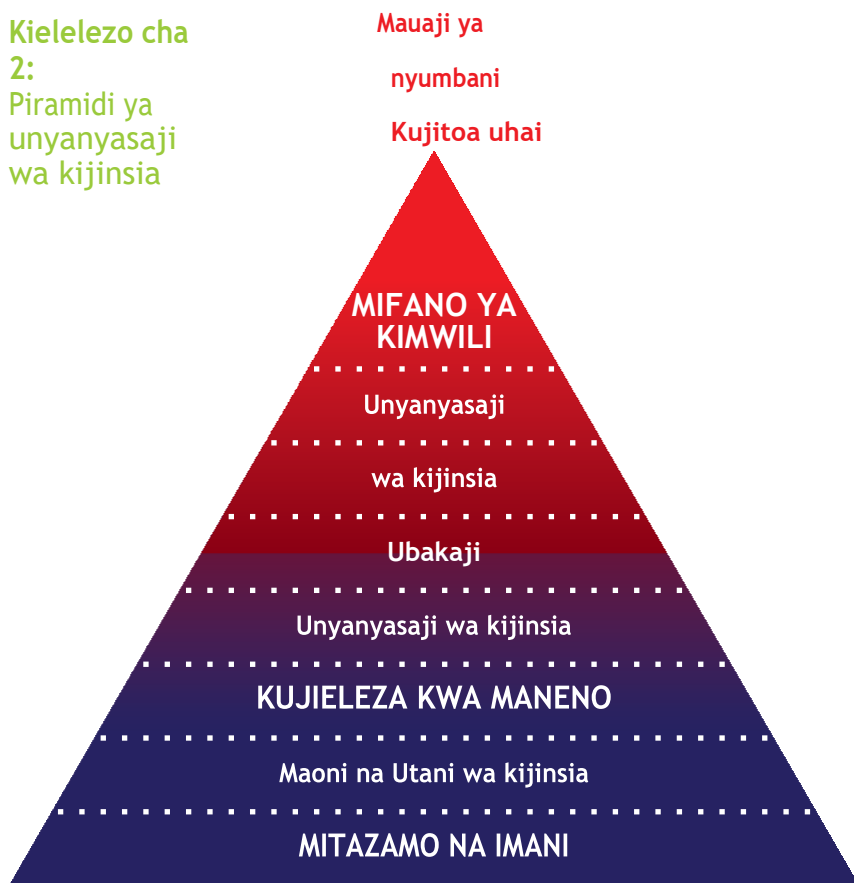 Kielelezo cha
2:
Piramidi ya
unyanyasaji
wa kijinsia
Mauaji ya
nyumbani
Kujitoa uhai
MIFANO YA
KIMWILI
Unyanyasaji
wa kijinsia
Ubakaji
Unyanyasaji wa kijinsia
KUJIELEZA KWA MANENO
Maoni na Utani wa kijinsia
MITAZAMO NA IMANI